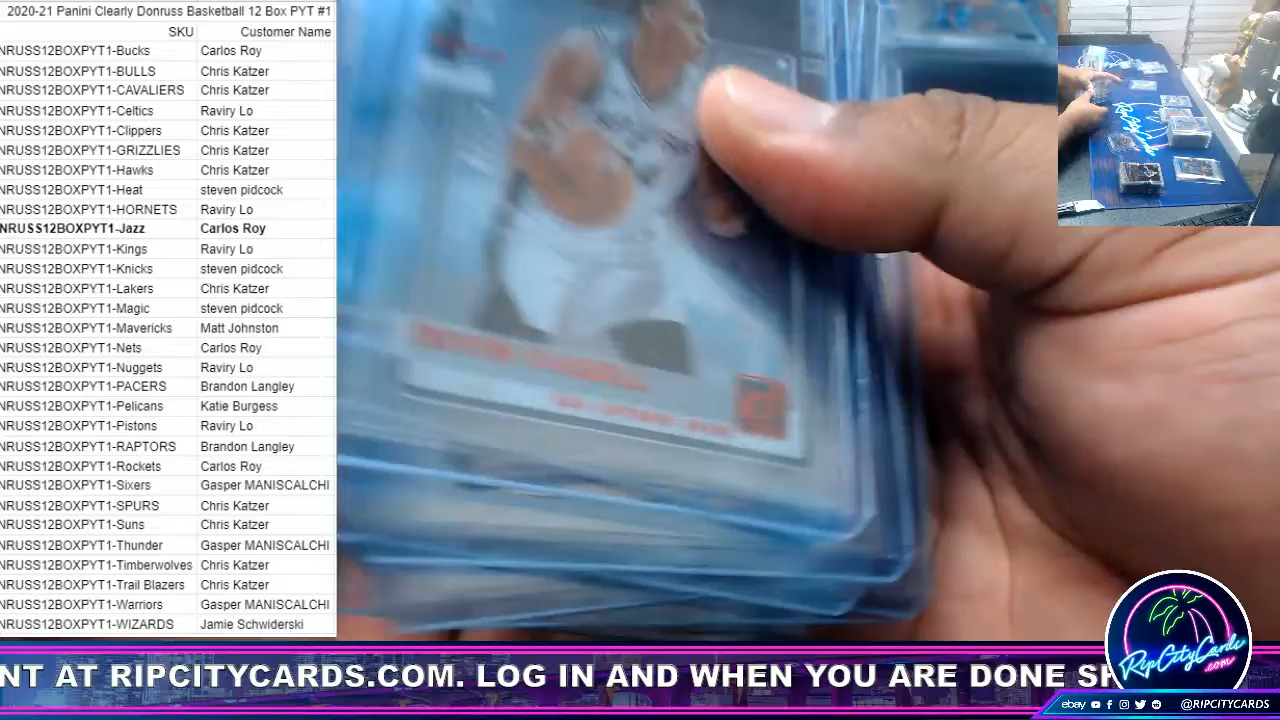 2020-21 Panini Clearly Donruss Basketball 12 Box PYT #1
SKU Customer Name
NRUSS12BOXPYT1-Bucks Carlos Roy
NRUSS12BOXPYT1-BULLS Chris Katzer
NRUSS12BOXPYT1-CAVALIERS Chris Katzer
NRUSS12BOXPYT1-Celtics Raviry Lo
NRUSS12BOXPYT1-Clippers Chris Katzer
NRUSS12BOXPYT1-GRIZZLIES Chris Katzer
NRUSS12BOXPYT1-Hawks Chris Katzer
NRUSS12BOXPYT1-Heat steven pidcock
NRUSS12BOXPYT1-HORNETS Raviry Lo
NRUSS12BOXPYT1-Jazz Carlos Roy
NRUSS12BOXPYT1-Kings Raviry Lo
NRUSS12BOXPYT1-Knicks steven pidcock
NRUSS12BOXPYT1-Lakers Chris Katzer
NRUSS12BOXPYT1-Magic steven pidcock
NRUSS12BOXPYT1-Mavericks Matt Johnston
NRUSS12BOXPYT1-Nets Carlos Roy
NRUSS12BOXPYT1-Nuggets Raviry Lo
NRUSS12BOXPYT1-PACERS Brandon Langley
NRUSS12BOXPYT1-Pelicans Katie Burgess
NRUSS12BOXPYT1-Pistons Raviry Lo
NRUSS12BOXPYT1-RAPTORS Brandon Langley
NRUSS12BOXPYT1-Rockets Carlos Roy
NRUSS12BOXPYT1-Sixers Gasper MANISCALCHI
NRUSS12BOXPYT1-SPURS Chris Katzer
NRUSS12BOXPYT1-Suns Chris Katzer
NRUSS12BOXPYT1-Thunder Gasper MANISCALCHI
NRUSS12BOXPYT1-Timberwolves Chris Katzer
NRUSS12BOXPYT1-Trail Blazers Chris Katzer
NRUSS12BOXPYT1-Warriors Gasper MANISCALCHI
NRUSS12BOXPYT1-WIZARDS Jamie Schwiderski
NT AT RIPCITYCARDS.COM. LOG IN AND WHEN YOU ARE DONE
RipCityCards
.com
ebay @RIPCITYCARDS